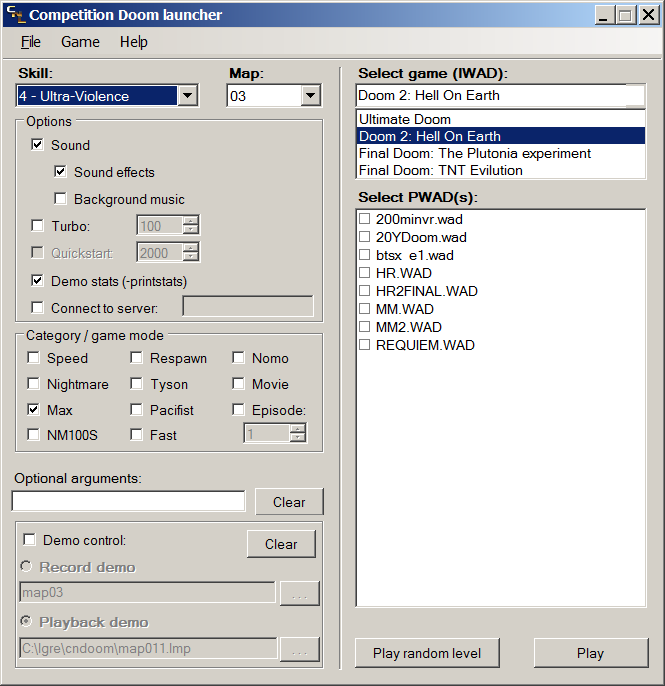 Competition Doom launcher
File Game Help
Skill: Map:
4 - Ultra-Violence 03
Options
Sound
Sound effects
Background music
Turbo: 100
Quickstart: 2000
Demo stats (-printstats)
Connect to server:
Category / game mode
Speed Respawn Nomo
Nightmare Tyson Movie
Max Pacifist Episode:
NM100S Fast 1
Optional arguments:
Clear
Demo control: Clear
Record demo
map03 ...
Playback demo
C:\Igre\cndoom\map011.lmp ...
Select game (IWAD):
Doom 2: Hell On Earth
Ultimate Doom
Doom 2: Hell On Earth
Final Doom: The Plutonia experiment
Final Doom: TNT Evilution
Select PWAD(s):
200minvr.wad
20YDoom.wad
btsx e1.wad
HR.WAD
HR2FINAL.WAD
MM.WAD
MM2.WAD
REQUIEM.WAD
Play random level Play